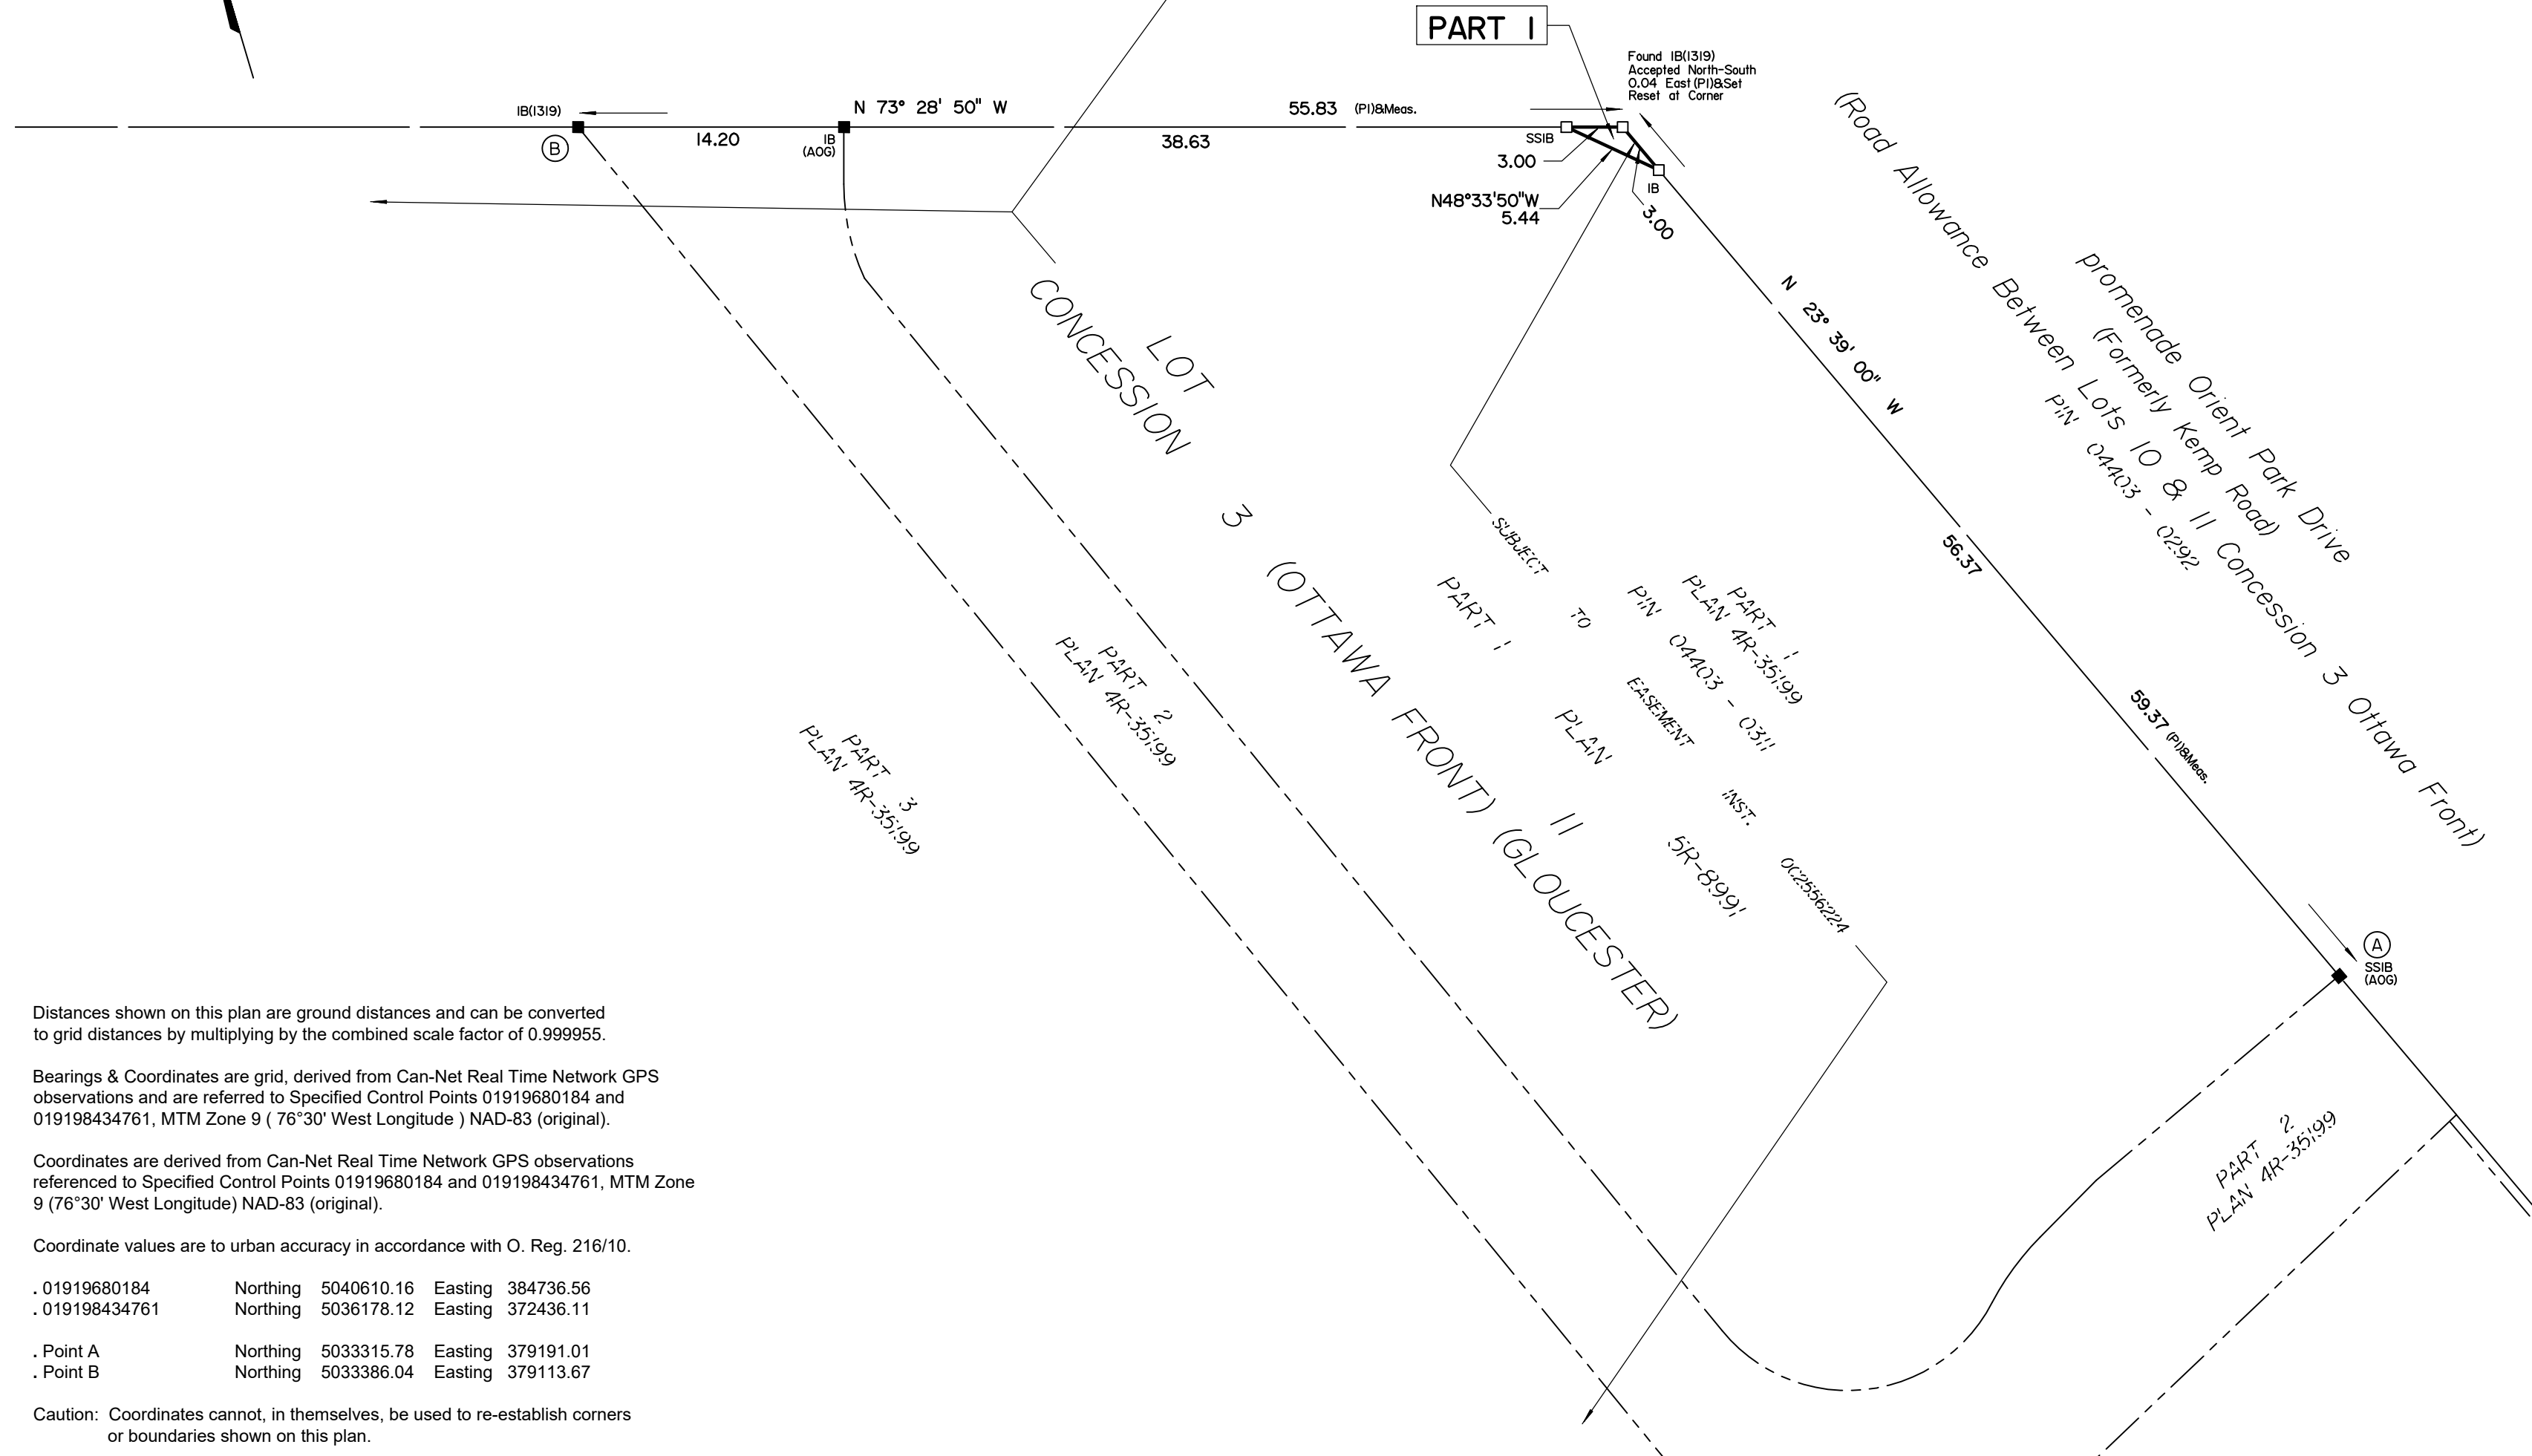 PART 1
Found IB(1319)
Accepted North-South
0.04 East (P1)&Set
Reset at Corner
IB(1319)
N 73° 28' 50" W
55.83 (P1)&Meas.
B
14.20
IB
(AOG)
38.63
SSIB
3.00
IB
N48°33'50"W
5.44
3.00
(Road Allowance Between Lots 10 & 11 Concession 3 Ottawa Front)
promenade Orient Park Drive
(Formerly Kemp Road)
PIN 04403 - 0292
N 23° 39' 00" W
56.37
59.37 (P1)&Meas.
LOT 11
CONCESSION 3 (OTTAWA FRONT) (GLOUCESTER)
SUBJECT TO EASEMENT INST. OC2556224
PART 1 PLAN 5R-8991
PART 1
PLAN 4R-35199
PIN 04403 - 0311
PART 2
PLAN 4R-35199
PART 3
PLAN 4R-35199
A
SSIB
(AOG)
PART 2
PLAN 4R-35199
Distances shown on this plan are ground distances and can be converted
to grid distances by multiplying by the combined scale factor of 0.999955.
Bearings & Coordinates are grid, derived from Can-Net Real Time Network GPS
observations and are referred to Specified Control Points 01919680184 and
019198434761, MTM Zone 9 ( 76°30' West Longitude ) NAD-83 (original).
Coordinates are derived from Can-Net Real Time Network GPS observations
referenced to Specified Control Points 01919680184 and 019198434761, MTM Zone
9 (76°30' West Longitude) NAD-83 (original).
Coordinate values are to urban accuracy in accordance with O. Reg. 216/10.
. 01919680184 Northing 5040610.16 Easting 384736.56
. 019198434761 Northing 5036178.12 Easting 372436.11
. Point A Northing 5033315.78 Easting 379191.01
. Point B Northing 5033386.04 Easting 379113.67
Caution: Coordinates cannot, in themselves, be used to re-establish corners
or boundaries shown on this plan.